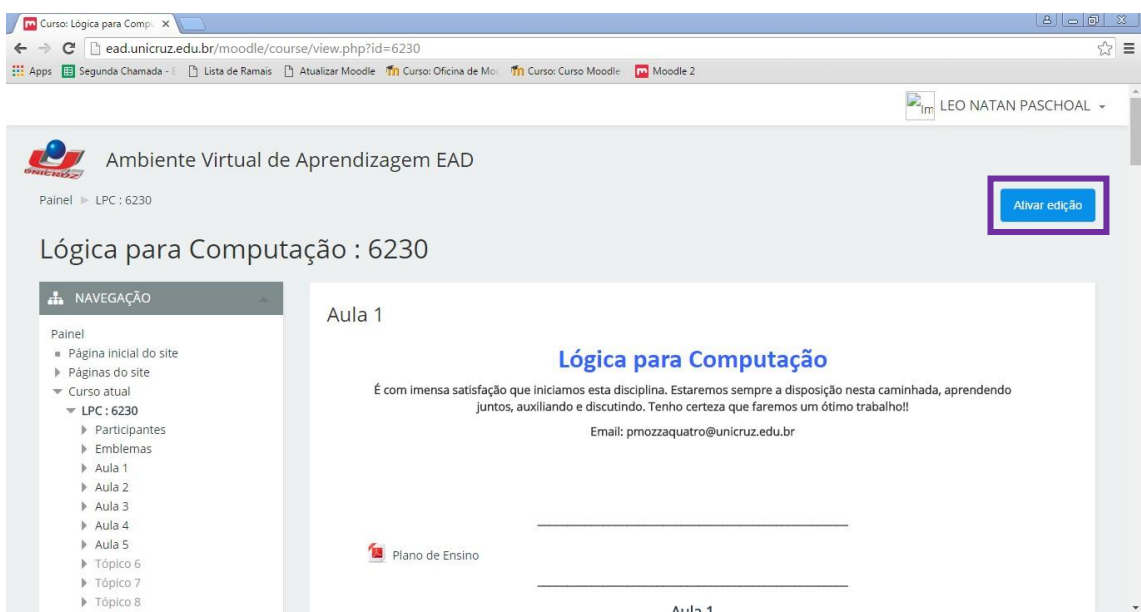 Curso: Lógica para Compu
ead.unicruz.edu.br/moodle/course/view.php?id=6230
Apps Segunda Chamada - Lista de Ramais Atualizar Moodle Curso: Oficina de Mo Curso: Curso Moodle Moodle 2
Im LEO NATAN PASCHOAL
UNICRUZ
Ambiente Virtual de Aprendizagem EAD
Painel LPC : 6230
Ativar edição
Lógica para Computação : 6230
NAVEGAÇÃO
Painel
Página inicial do site
Páginas do site
Curso atual
LPC : 6230
Participantes
Emblemas
Aula 1
Aula 2
Aula 3
Aula 4
Aula 5
Tópico 6
Tópico 7
Tópico 8
Aula 1
Lógica para Computação
É com imensa satisfação que iniciamos esta disciplina. Estaremos sempre a disposição nesta caminhada, aprendendo
juntos, auxiliando e discutindo. Tenho certeza que faremos um ótimo trabalho!!
Email: pmozzaquatro@unicruz.edu.br
Plano de Ensino
Aula 1